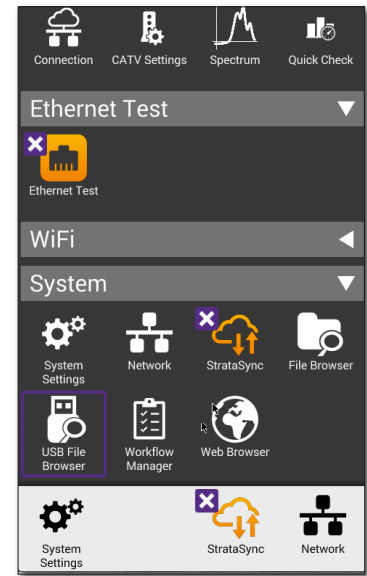 Connection CATV Settings Spectrum Quick Check
Ethernet Test
Ethernet Test
WiFi
System
System
Settings
Network
StrataSync
File Browser
USB File
Browser
Workflow
Manager
Web Browser
System
Settings
StrataSync
Network